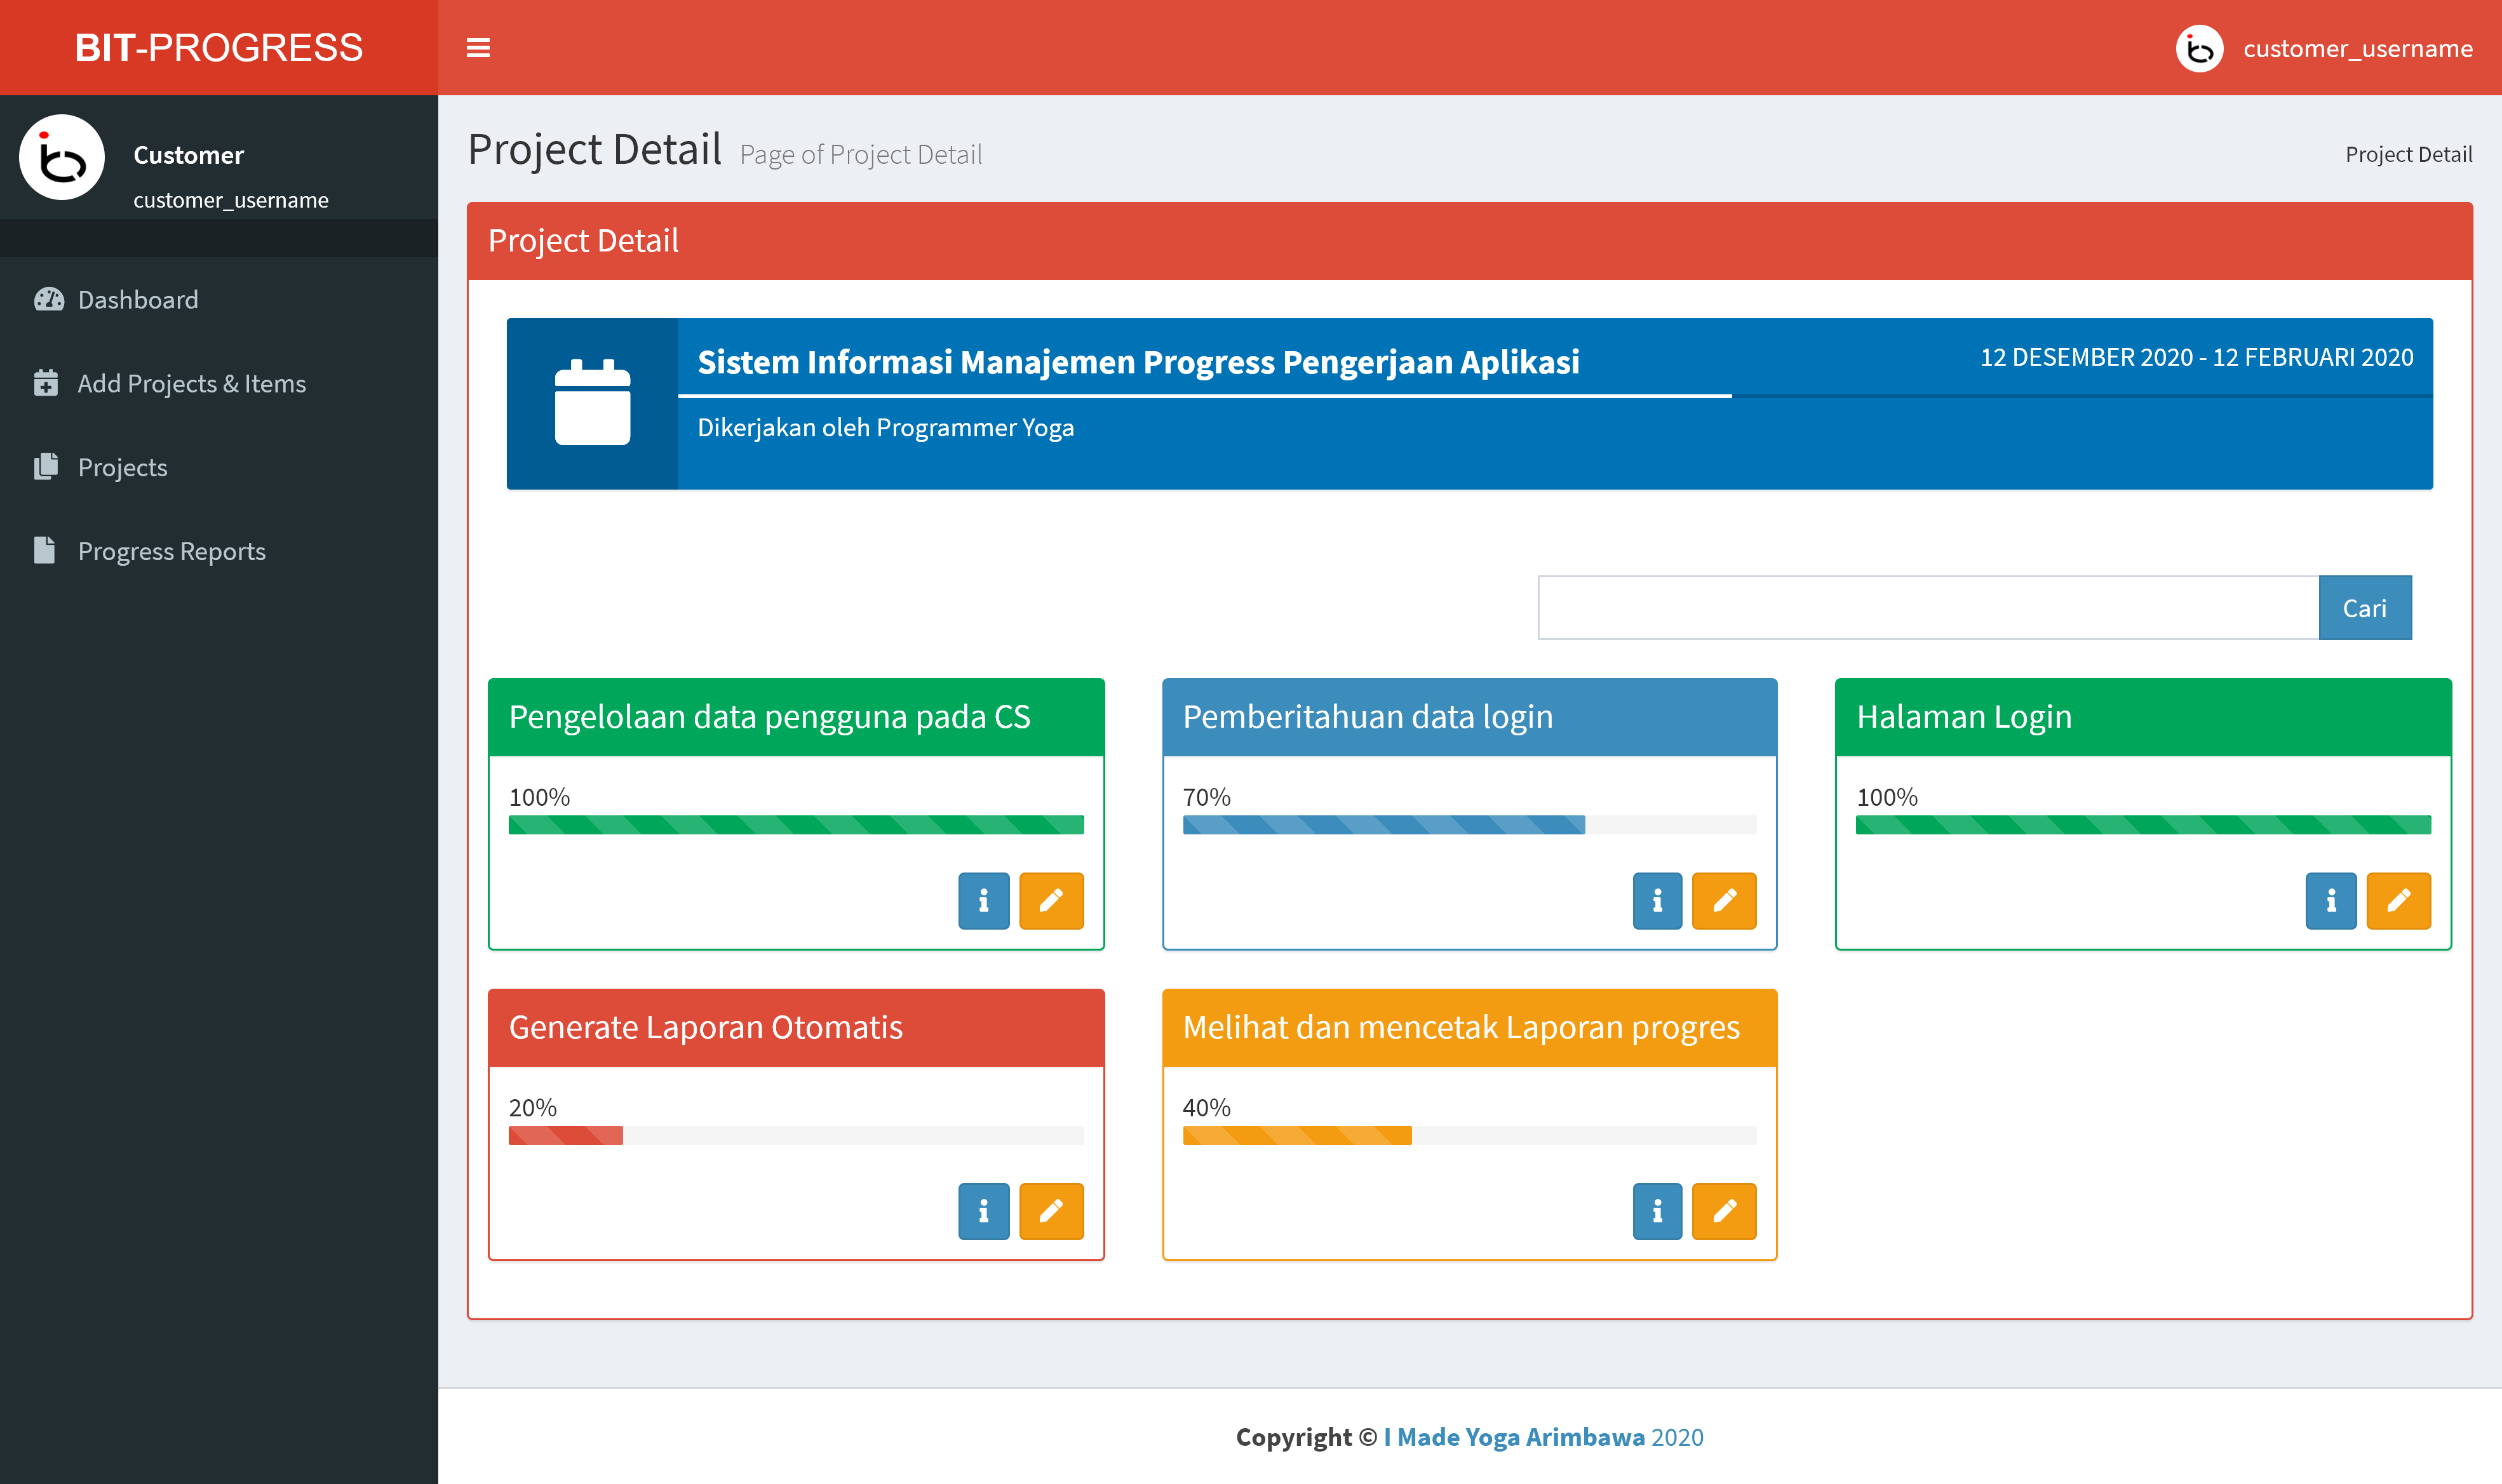 BIT-PROGRESS
customer_username
Customer
customer_username
Dashboard
Add Projects & Items
Projects
Progress Reports
Project Detail Page of Project Detail
Project Detail
Project Detail
Sistem Informasi Manajemen Progress Pengerjaan Aplikasi
12 DESEMBER 2020 - 12 FEBRUARI 2020
Dikerjakan oleh Programmer Yoga
Cari
Pengelolaan data pengguna pada CS
100%
Pemberitahuan data login
70%
Halaman Login
100%
Generate Laporan Otomatis
20%
Melihat dan mencetak Laporan progres
40%
Copyright © I Made Yoga Arimbawa 2020